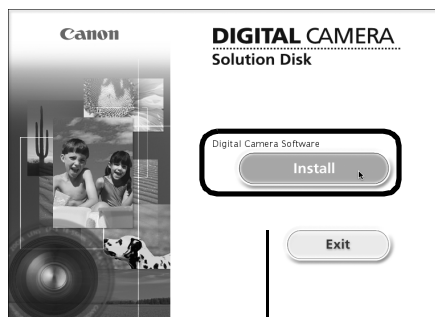 Canon
DIGITAL CAMERA
Solution Disk
Digital Camera Software
Install
Exit